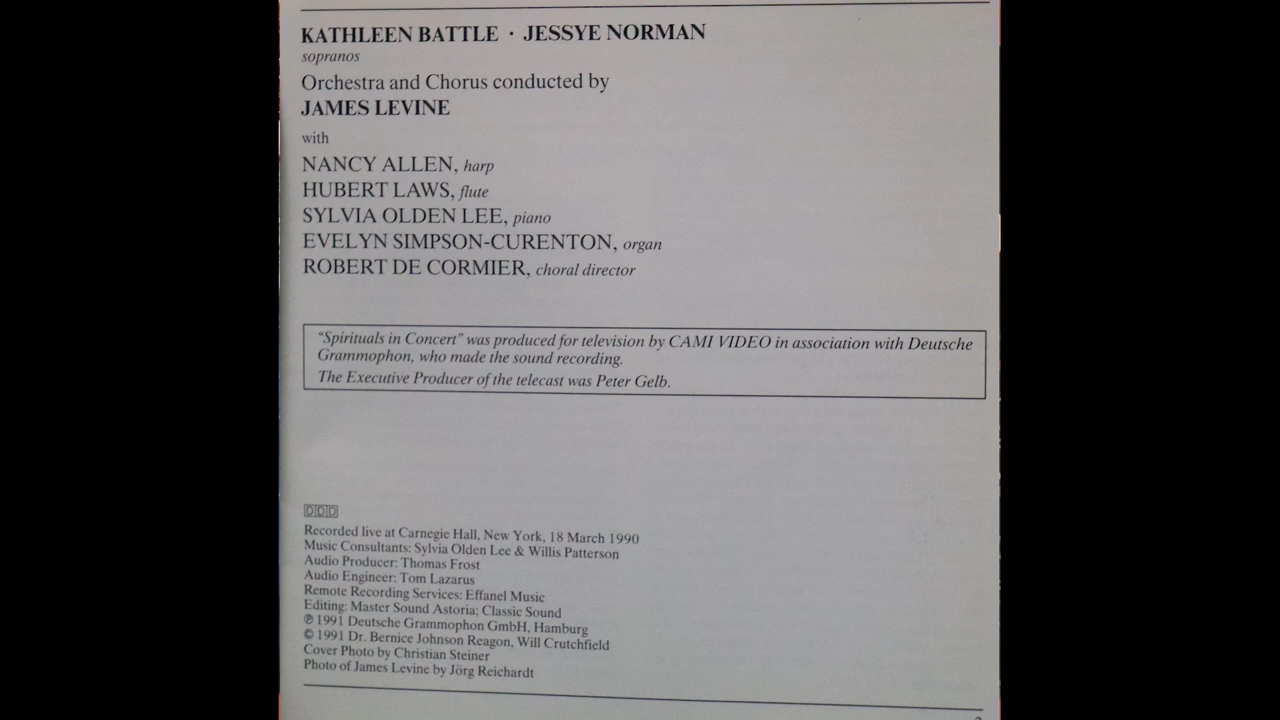 KATHLEEN BATTLE · JESSYE NORMAN
sopranos
Orchestra and Chorus conducted by
JAMES LEVINE
with
NANCY ALLEN, harp
HUBERT LAWS, flute
SYLVIA OLDEN LEE, piano
EVELYN SIMPSON-CURENTON, organ
ROBERT DE CORMIER, choral director
"Spirituals in Concert" was produced for television by CAMI VIDEO in association with Deutsche
Grammophon, who made the sound recording.
The Executive Producer of the telecast was Peter Gelb.
DDD
Recorded live at Carnegie Hall, New York, 18 March 1990
Music Consultants: Sylvia Olden Lee & Willis Patterson
Audio Producer: Thomas Frost
Audio Engineer: Tom Lazarus
Remote Recording Services: Effanel Music
Editing: Master Sound Astoria; Classic Sound
℗ 1991 Deutsche Grammophon GmbH, Hamburg
© 1991 Dr. Bernice Johnson Reagon, Will Crutchfield
Cover Photo by Christian Steiner
Photo of James Levine by Jörg Reichardt